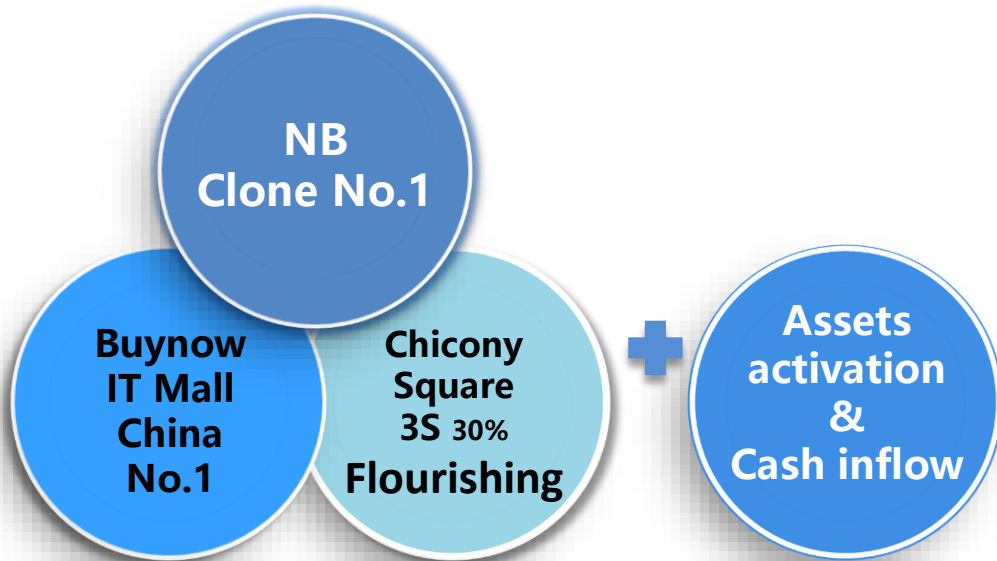 NB
Clone No.1
Buynow
IT Mall
China
No.1
Chicony
Square
3S 30%
Flourishing
Assets
activation
&
Cash inflow